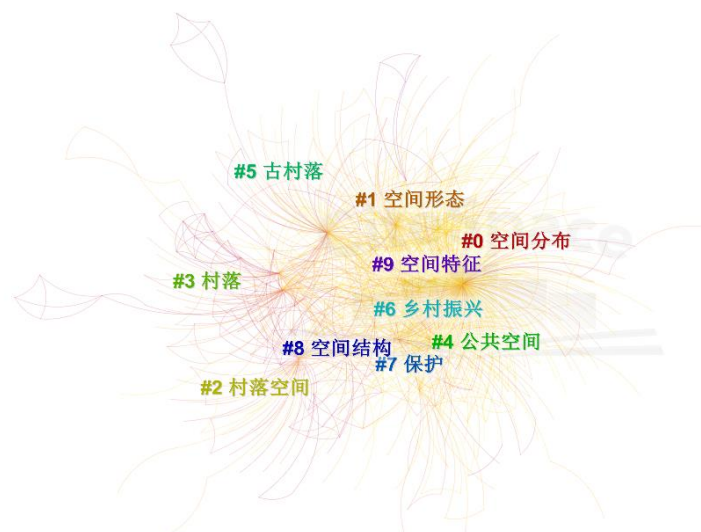 #5 古村落
#1 空间形态
#0 空间分布
#9 空间特征
#3 村落
#6 乡村振兴
#4 公共空间
#8 空间结构
#7 保护
#2 村落空间